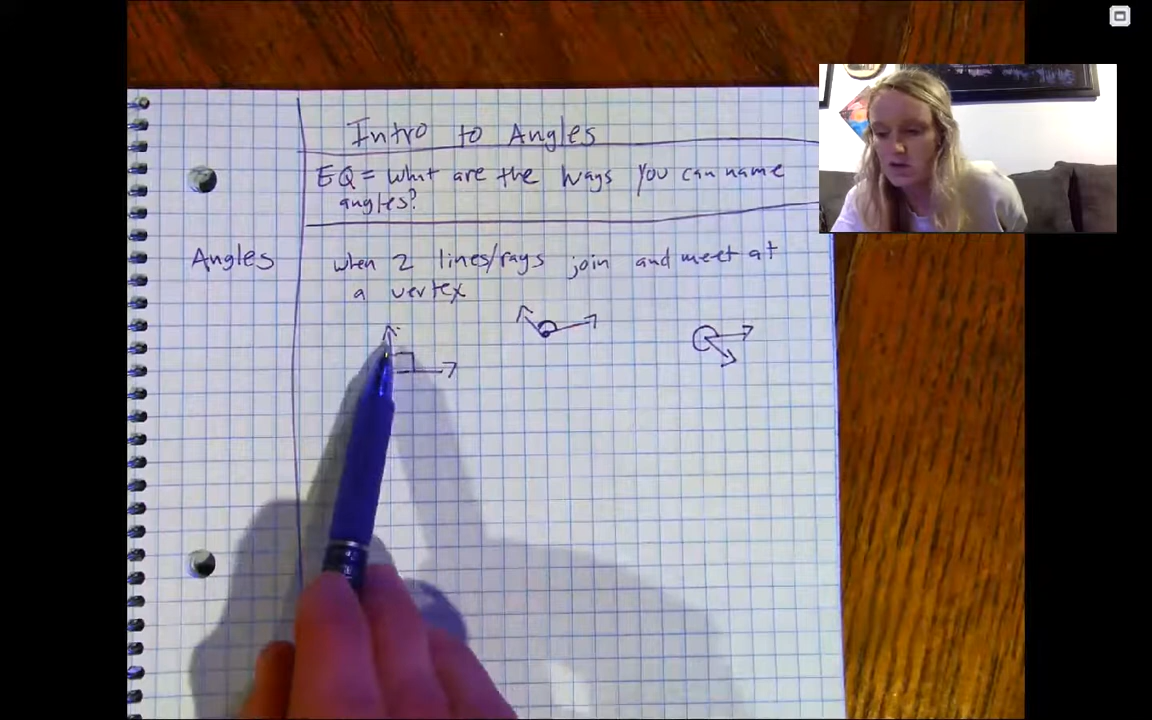 Intro to Angles
EQ = What are the ways you can name
angles?
Angles
when 2 lines/rays join and meet at
a vertex